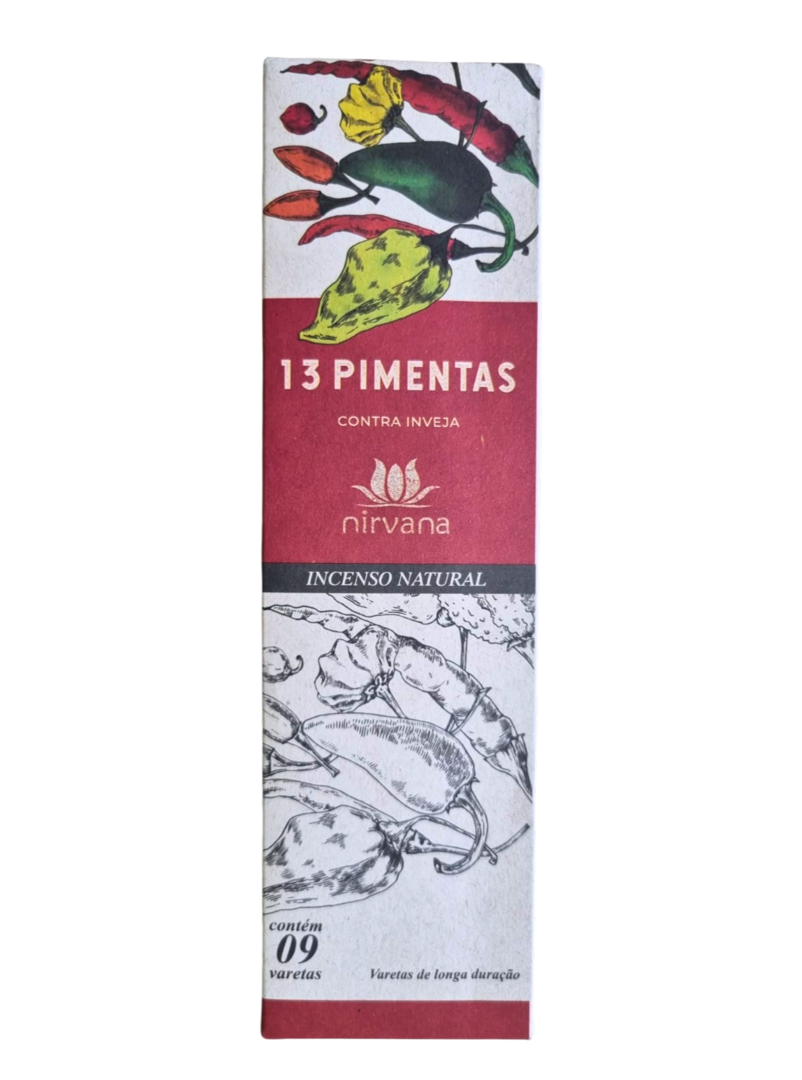 13 PIMENTAS
CONTRA INVEJA
nirvana
INCENSO NATURAL
contém
09
varetas
Varetas de longa duração